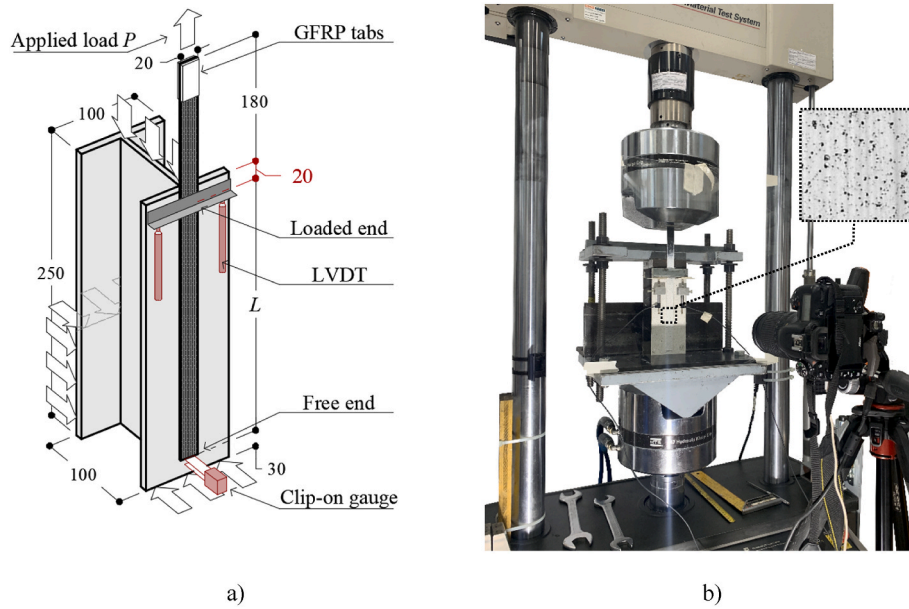 Applied load P
GFRP tabs
20
100
180
20
250
Loaded end
LVDT
L
Free end
100
30
Clip-on gauge
Material Test System
a)
b)